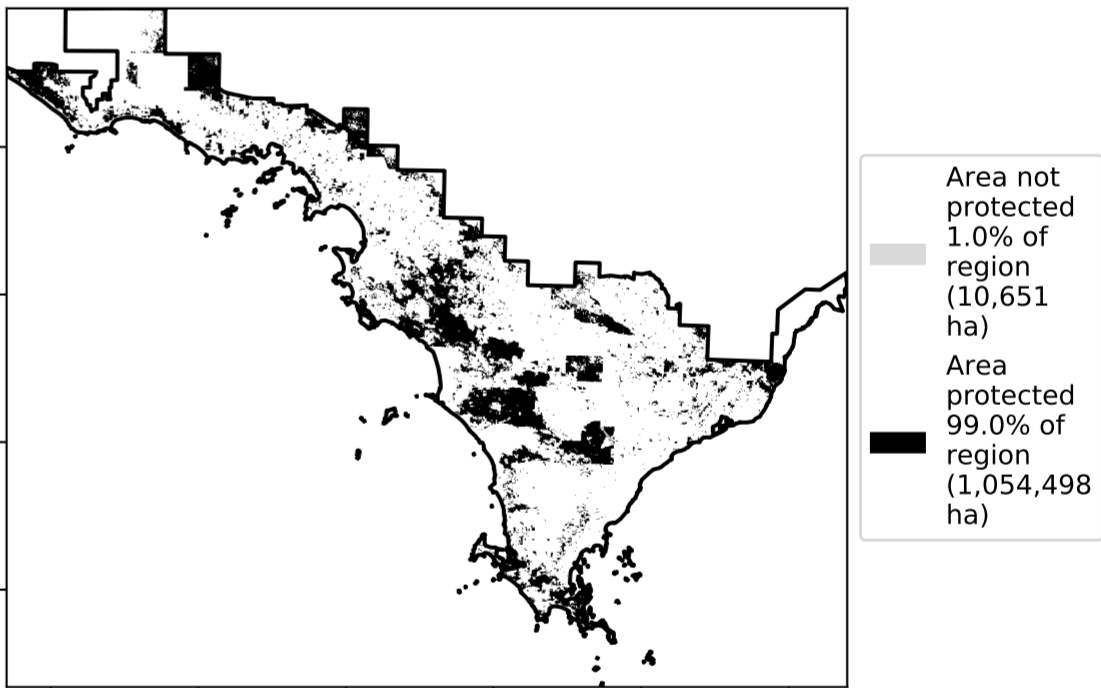 Area not
protected
1.0% of
region
(10,651
ha)
Area
protected
99.0% of
region
(1,054,498
ha)